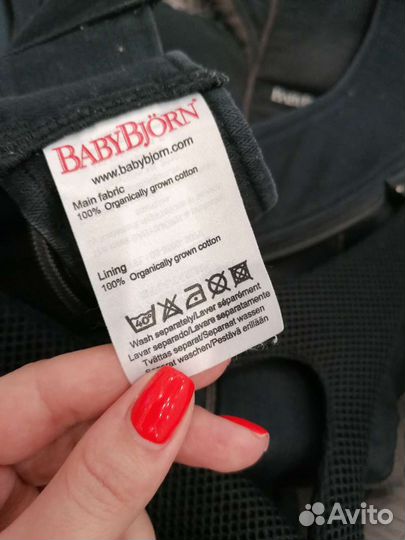 BABYBJÖRN
www.babybjorn.com
Main fabric
100% Organically grown cotton
Lining
100% Organically grown cotton
40°
Wash separately/Laver séparément
Lavar separado/Lavare separatamente
Tvättas separat/Separaat wassen
Separat waschen/Pestävä erillään
Avito